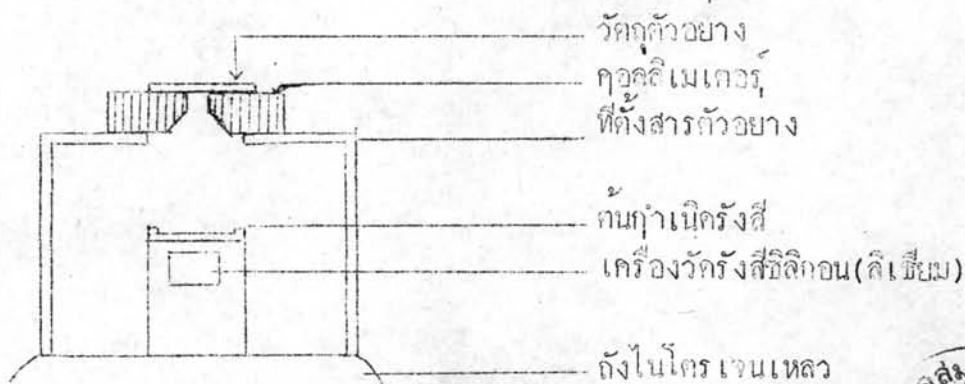 วัตถุตัวอย่าง
คอลลิเมเตอร์
ที่ตั้งสารตัวอย่าง
ต้นกำเนิดรังสี
เครื่องวัดรังสีซิลิกอน(ลิเซียม)
ถังไนโตรเจนเหลว